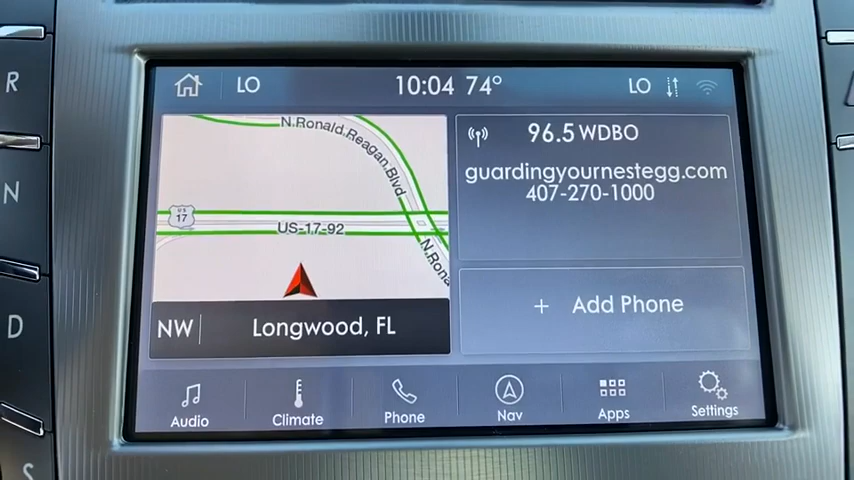 LO
10:04 74°
LO
N.Ronald Reagan Blvd
U S
17
US-17-92
N.Rona
NW
Longwood, FL
96.5 WDBO
guardingyournestegg.com
407-270-1000
+ Add Phone
Audio
Climate
Phone
Nav
Apps
Settings
R
N
D
S